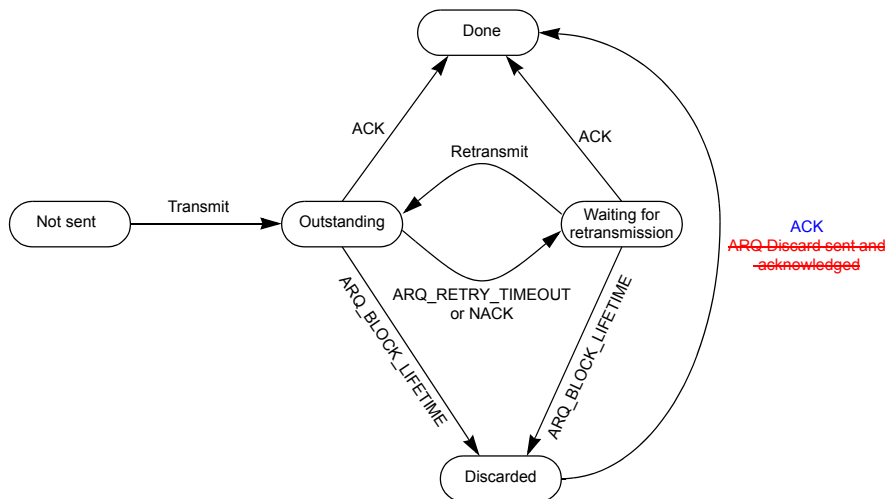 Done
ACK
ACK
Retransmit
Not sent
Transmit
Outstanding
Waiting for
retransmission
ACK
ARQ Discard sent and
acknowledged
ARQ_RETRY_TIMEOUT
or NACK
ARQ_BLOCK_LIFETIME
ARQ_BLOCK_LIFETIME
Discarded